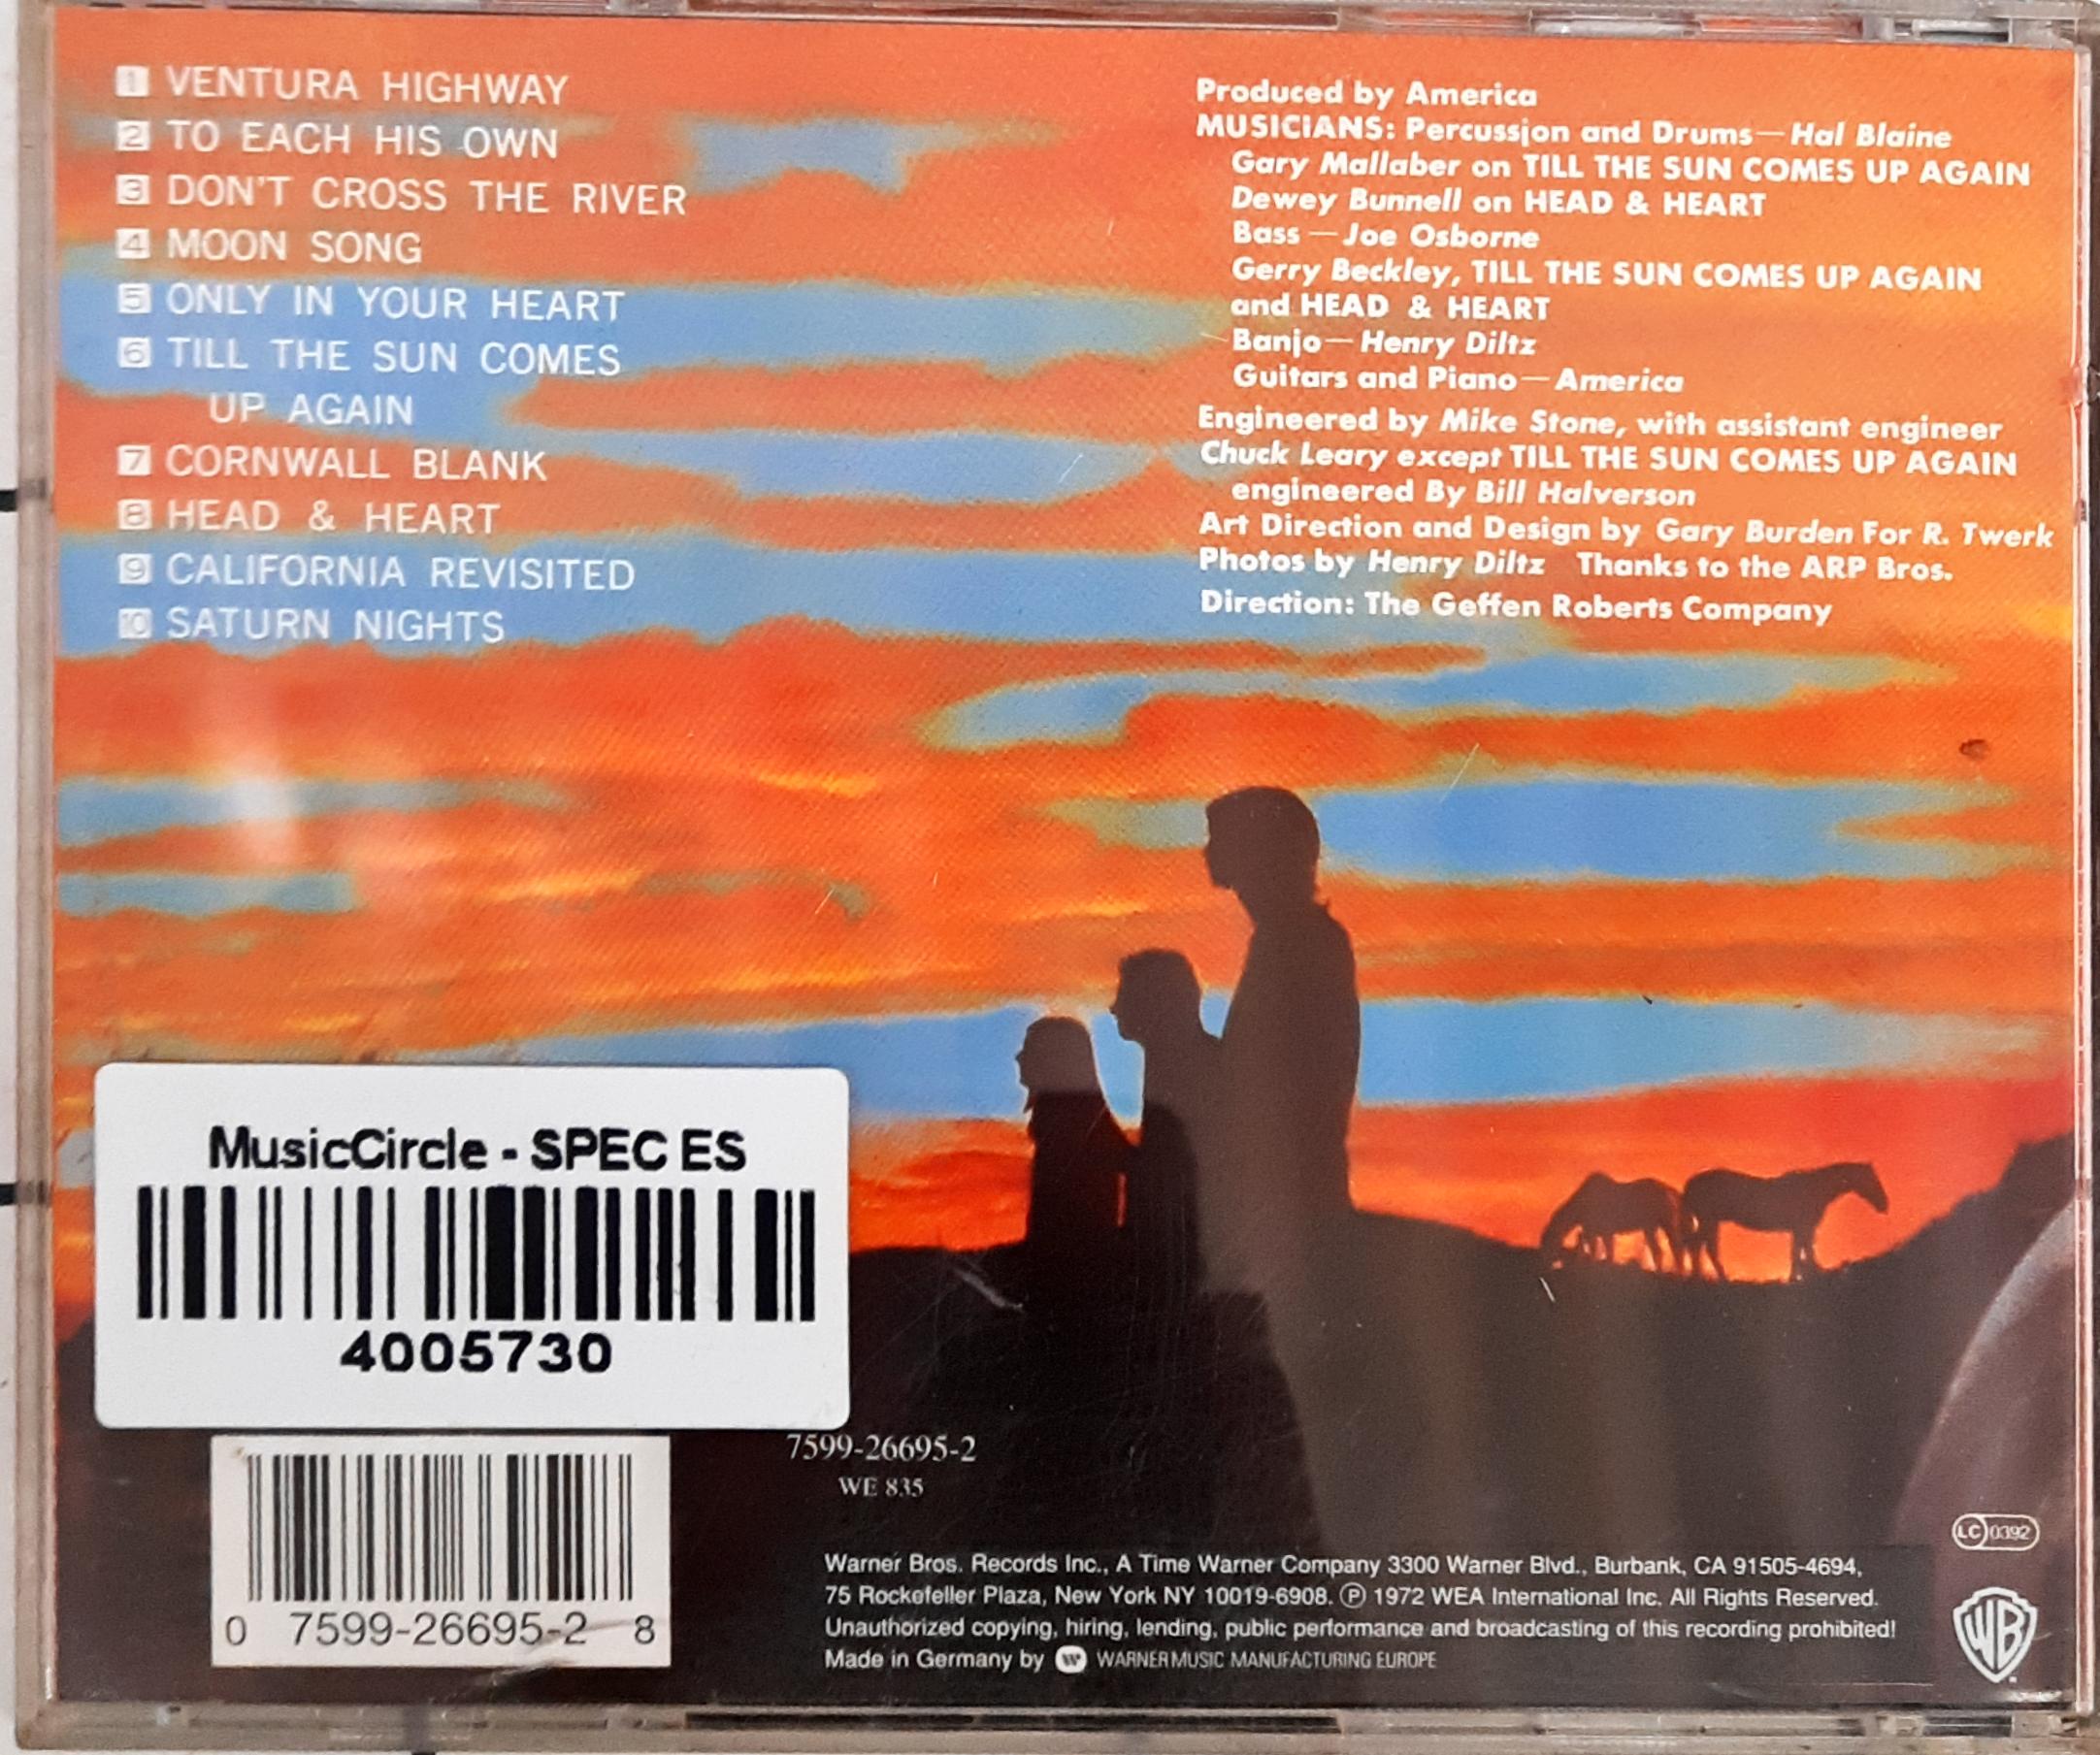 1 VENTURA HIGHWAY
2 TO EACH HIS OWN
3 DON'T CROSS THE RIVER
4 MOON SONG
5 ONLY IN YOUR HEART
6 TILL THE SUN COMES
UP AGAIN
7 CORNWALL BLANK
8 HEAD & HEART
9 CALIFORNIA REVISITED
10 SATURN NIGHTS
Produced by America
MUSICIANS: Percussion and Drums—Hal Blaine
Gary Mallaber on TILL THE SUN COMES UP AGAIN
Dewey Bunnell on HEAD & HEART
Bass—Joe Osborne
Gerry Beckley, TILL THE SUN COMES UP AGAIN
and HEAD & HEART
Banjo—Henry Diltz
Guitars and Piano—America
Engineered by Mike Stone, with assistant engineer
Chuck Leary except TILL THE SUN COMES UP AGAIN
engineered By Bill Halverson
Art Direction and Design by Gary Burden For R. Twerk
Photos by Henry Diltz Thanks to the ARP Bros.
Direction: The Geffen Roberts Company
MusicCircle - SPEC ES
4005730
7599-26695-2
WE 835
0 7599-26695-2 8
LC 0392
Warner Bros. Records Inc., A Time Warner Company 3300 Warner Blvd., Burbank, CA 91505-4694,
75 Rockefeller Plaza, New York NY 10019-6908. ℗ 1972 WEA International Inc. All Rights Reserved.
Unauthorized copying, hiring, lending, public performance and broadcasting of this recording prohibited!
Made in Germany by WARNER MUSIC MANUFACTURING EUROPE
WB